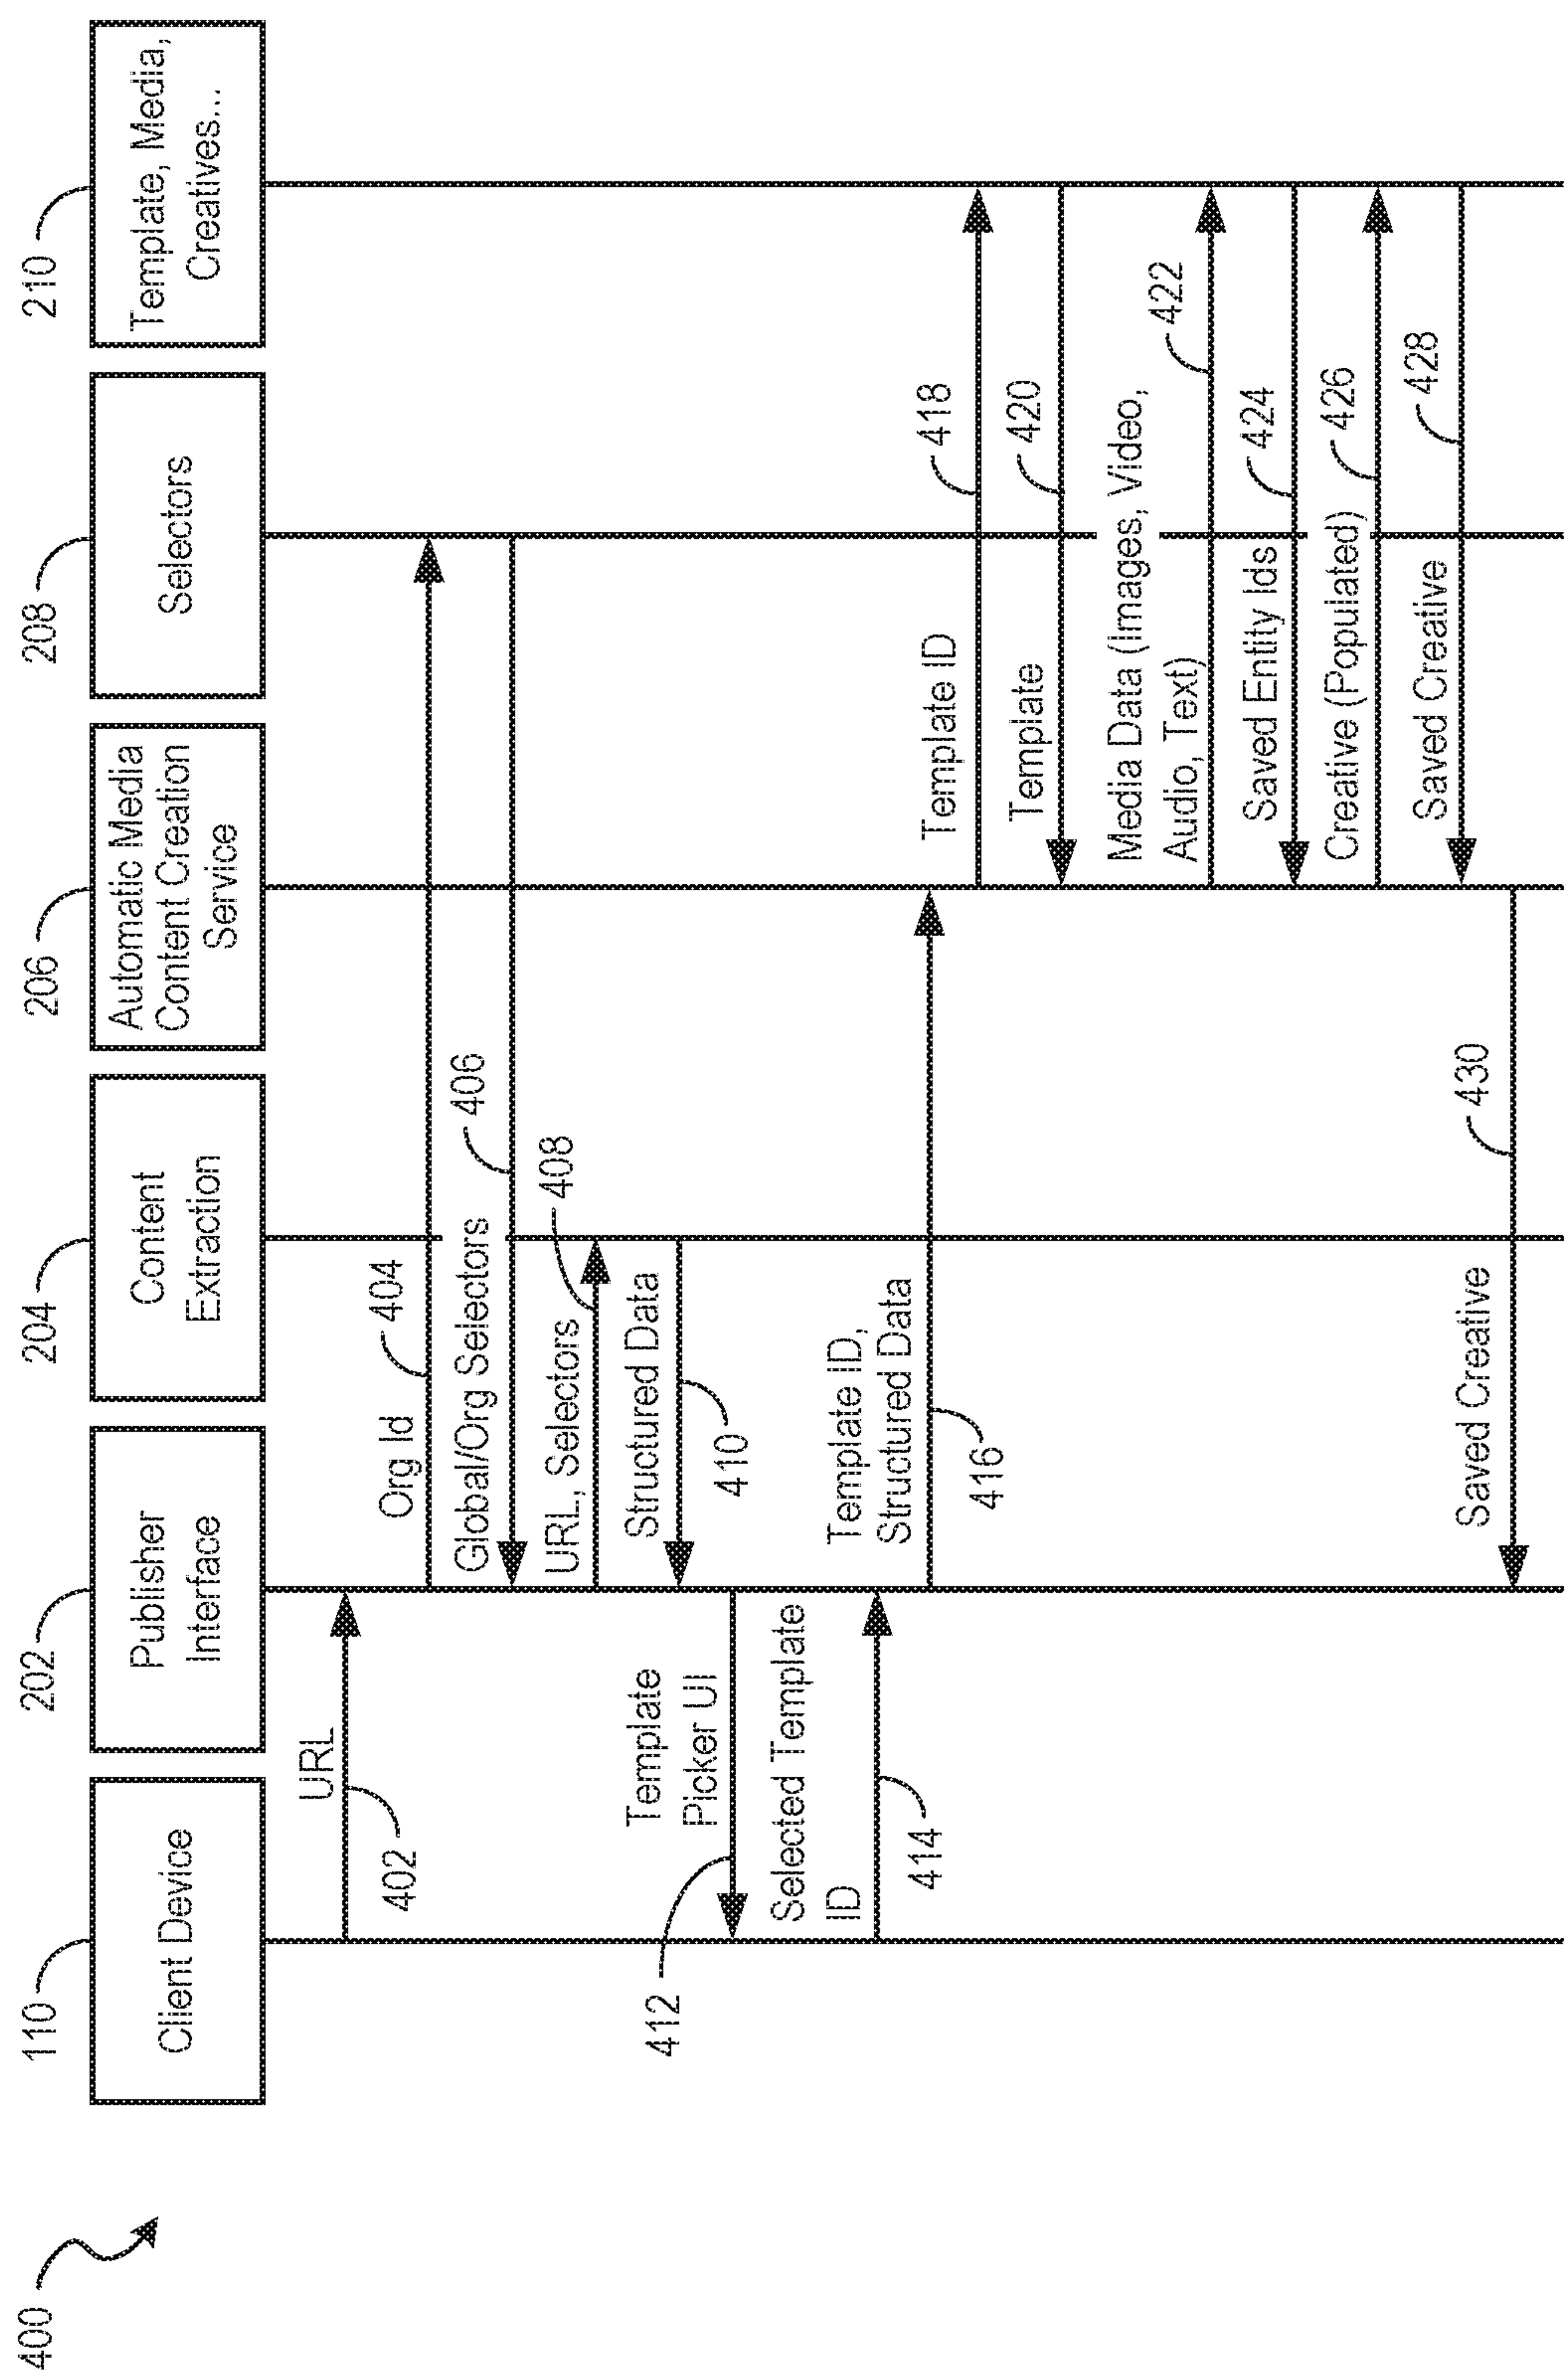 400
110
202
204
206
208
210
Client Device
Publisher
Interface
Content
Extraction
Automatic Media
Content Creation
Service
Selectors
Template, Media,
Creatives...
URL
402
Org Id
404
Global/Org Selectors
406
URL, Selectors
408
Structured Data
410
Template
Picker UI
412
Selected Template
ID
414
Template ID,
Structured Data
416
Template ID
418
Template
420
Media Data (Images, Video,
Audio, Text)
422
Saved Entity Ids
424
Creative (Populated)
426
Saved Creative
428
Saved Creative
430